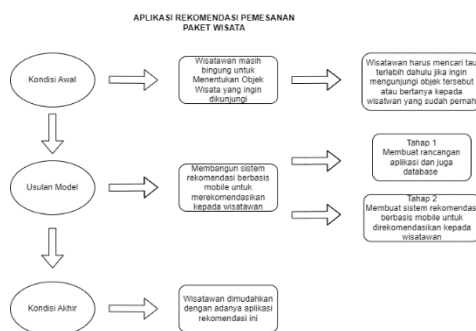 APLIKASI REKOMENDASI PEMESANAN
PAKET WISATA
Kondisi Awal
Wisatawan masih
bingung untuk
Menentukan Objek
Wisata yang ingin
dikunjungi
Wisatawan harus mencari tau
terlebih dahulu jika ingin
mengunjungi objek tersebut
atau bertanya kepada
wisatwan yang sudah pernah
Usulan Model
Membangun sistem
rekomendasi berbasis
mobile untuk
merekomendasikan
kepada wisatawan
Tahap 1
Membuat rancangan
aplikasi dan juga
database
Tahap 2
Membuat sistem rekomendasi
berbasis mobile untuk
direkomendasikan kepada
wisatawan
Kondisi Akhir
Wisatawan dimudahkan
dengan adanya aplikasi
rekomendasi ini